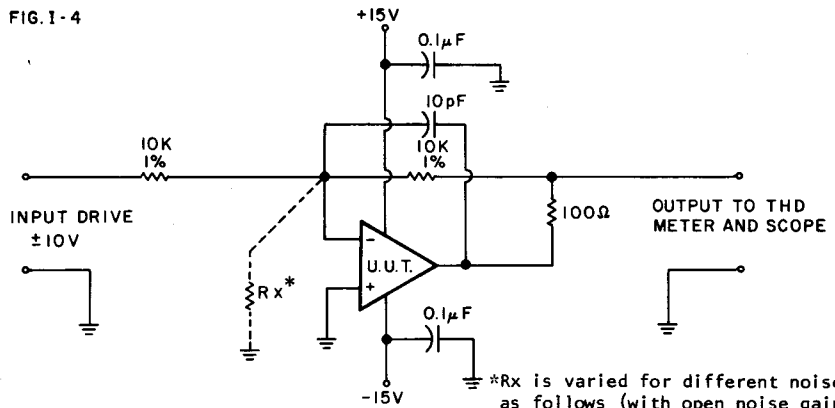 FIG. I-4
+15V
0.1µF
10pF
10K
1%
10K
1%
INPUT DRIVE
±10V
100Ω
OUTPUT TO THD
METER AND SCOPE
U.U.T.
-
+
Rx*
0.1µF
-15V
*Rx is varied for different noise
as follows (with open noise gain